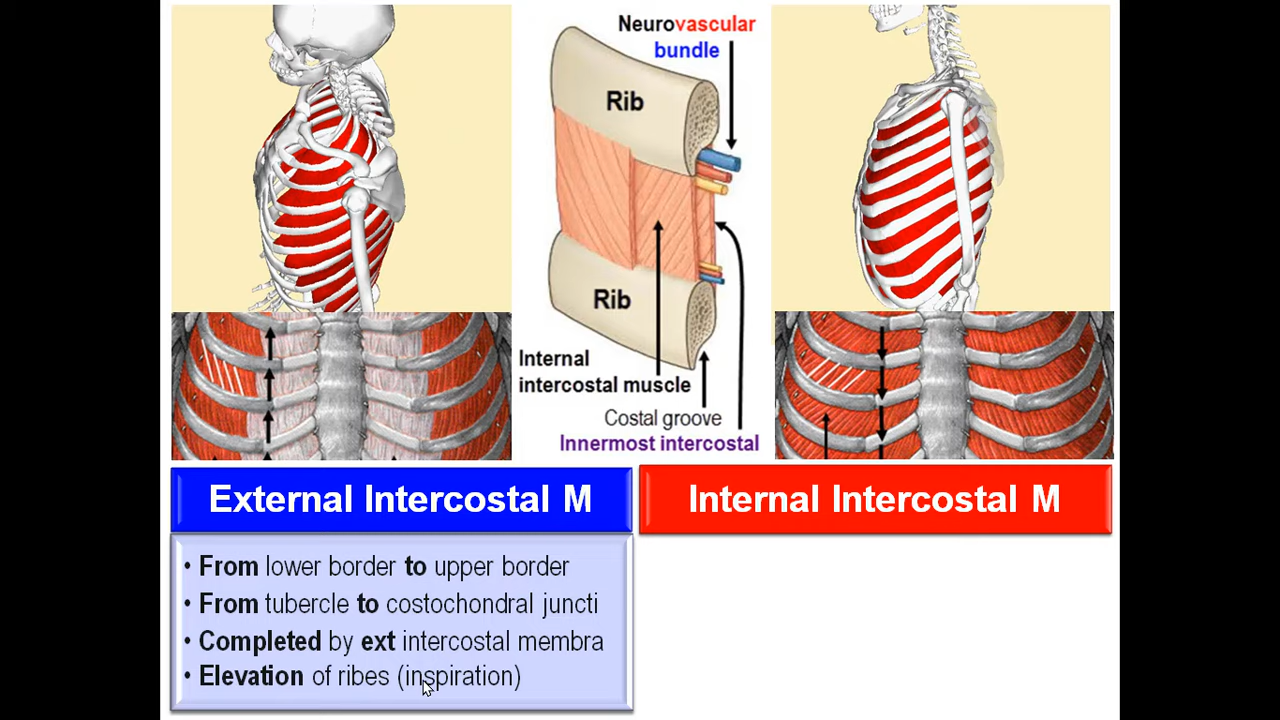 Neurovascular
bundle
Rib
Rib
Internal
intercostal muscle
Costal groove
Innermost intercostal
External Intercostal M
Internal Intercostal M
• From lower border to upper border
• From tubercle to costochondral juncti
• Completed by ext intercostal membra
• Elevation of ribes (inspiration)